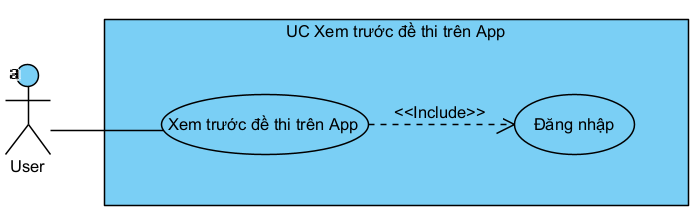 UC Xem trước đề thi trên App
a
<<Include>>
Xem trước đề thi trên App
Đăng nhập
User